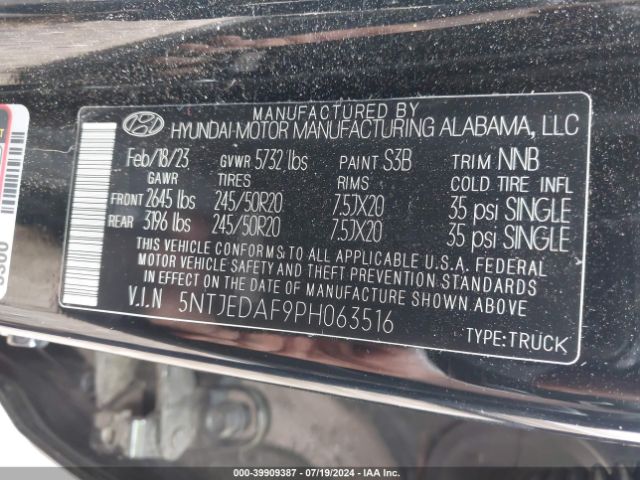 MANUFACTURED BY
HYUNDAI MOTOR MANUFACTURING ALABAMA, LLC
Feb/18/23 GVWR 5732 lbs PAINT S3B TRIM NNB
GAWR TIRES RIMS COLD TIRE INFL
FRONT 2645 lbs 245/50R20 7.5JX20 35 psi SINGLE
REAR 3196 lbs 245/50R20 7.5JX20 35 psi SINGLE
THIS VEHICLE CONFORMS TO ALL APPLICABLE U.S.A. FEDERAL
MOTOR VEHICLE SAFETY AND THEFT PREVENTION STANDARDS
IN EFFECT ON THE DATE OF MANUFACTURE SHOWN ABOVE.
V.I.N 5NTJEDAF9PH063516
TYPE:TRUCK
000-39909387 - 07/19/2024 - IAA Inc.